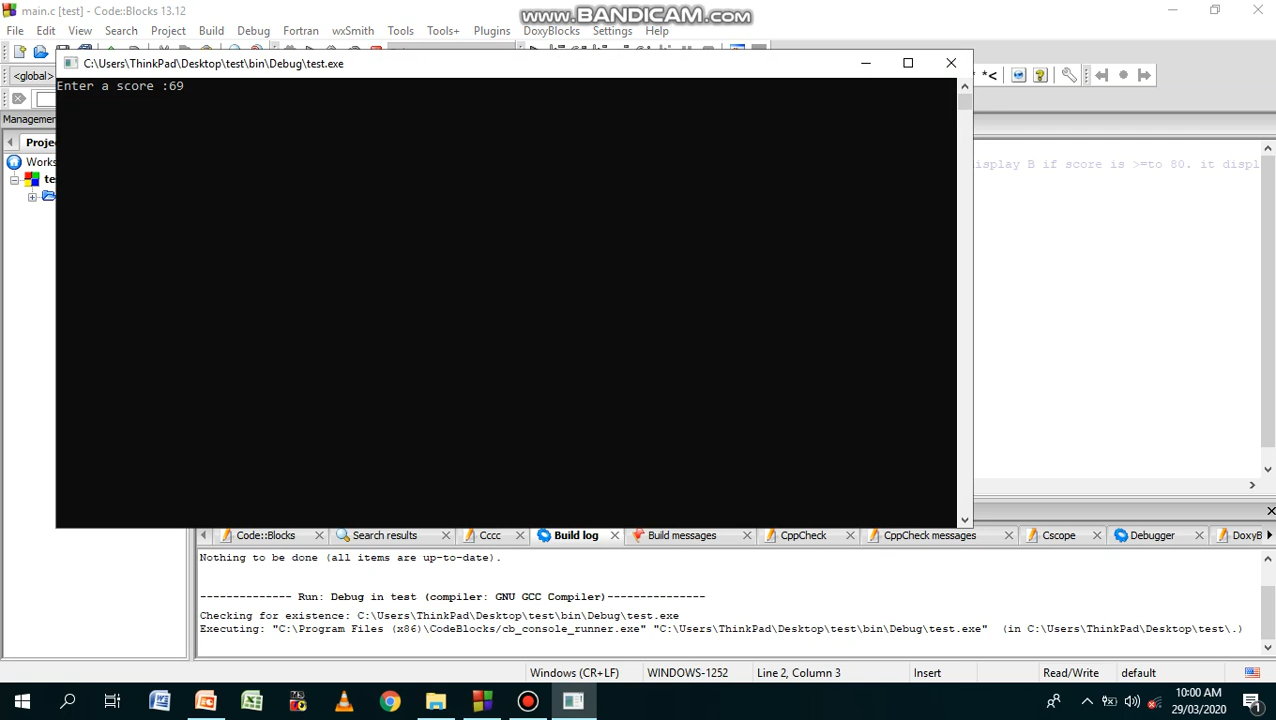 main.c [test] - Code::Blocks 13.12
www.BANDICAM.com
File Edit View Search Project Build Debug Fortran wxSmith Tools Tools+ Plugins DoxyBlocks Settings Help
C:\Users\ThinkPad\Desktop\test\bin\Debug\test.exe
<global>
*<
Enter a score :69
Management
Proje
Works
te
isplay B if score is >=to 80. it displ
Code::Blocks Search results Cccc Build log Build messages CppCheck CppCheck messages Cscope Debugger DoxyB
Nothing to be done (all items are up-to-date).
-------------- Run: Debug in test (compiler: GNU GCC Compiler)---------------
Checking for existence: C:\Users\ThinkPad\Desktop\test\bin\Debug\test.exe
Executing: "C:\Program Files (x86)\CodeBlocks/cb_console_runner.exe" "C:\Users\ThinkPad\Desktop\test\bin\Debug\test.exe"  (in C:\Users\ThinkPad\Desktop\test\.)
Windows (CR+LF) WINDOWS-1252 Line 2, Column 3 Insert Read/Write default
10:00 AM
29/03/2020